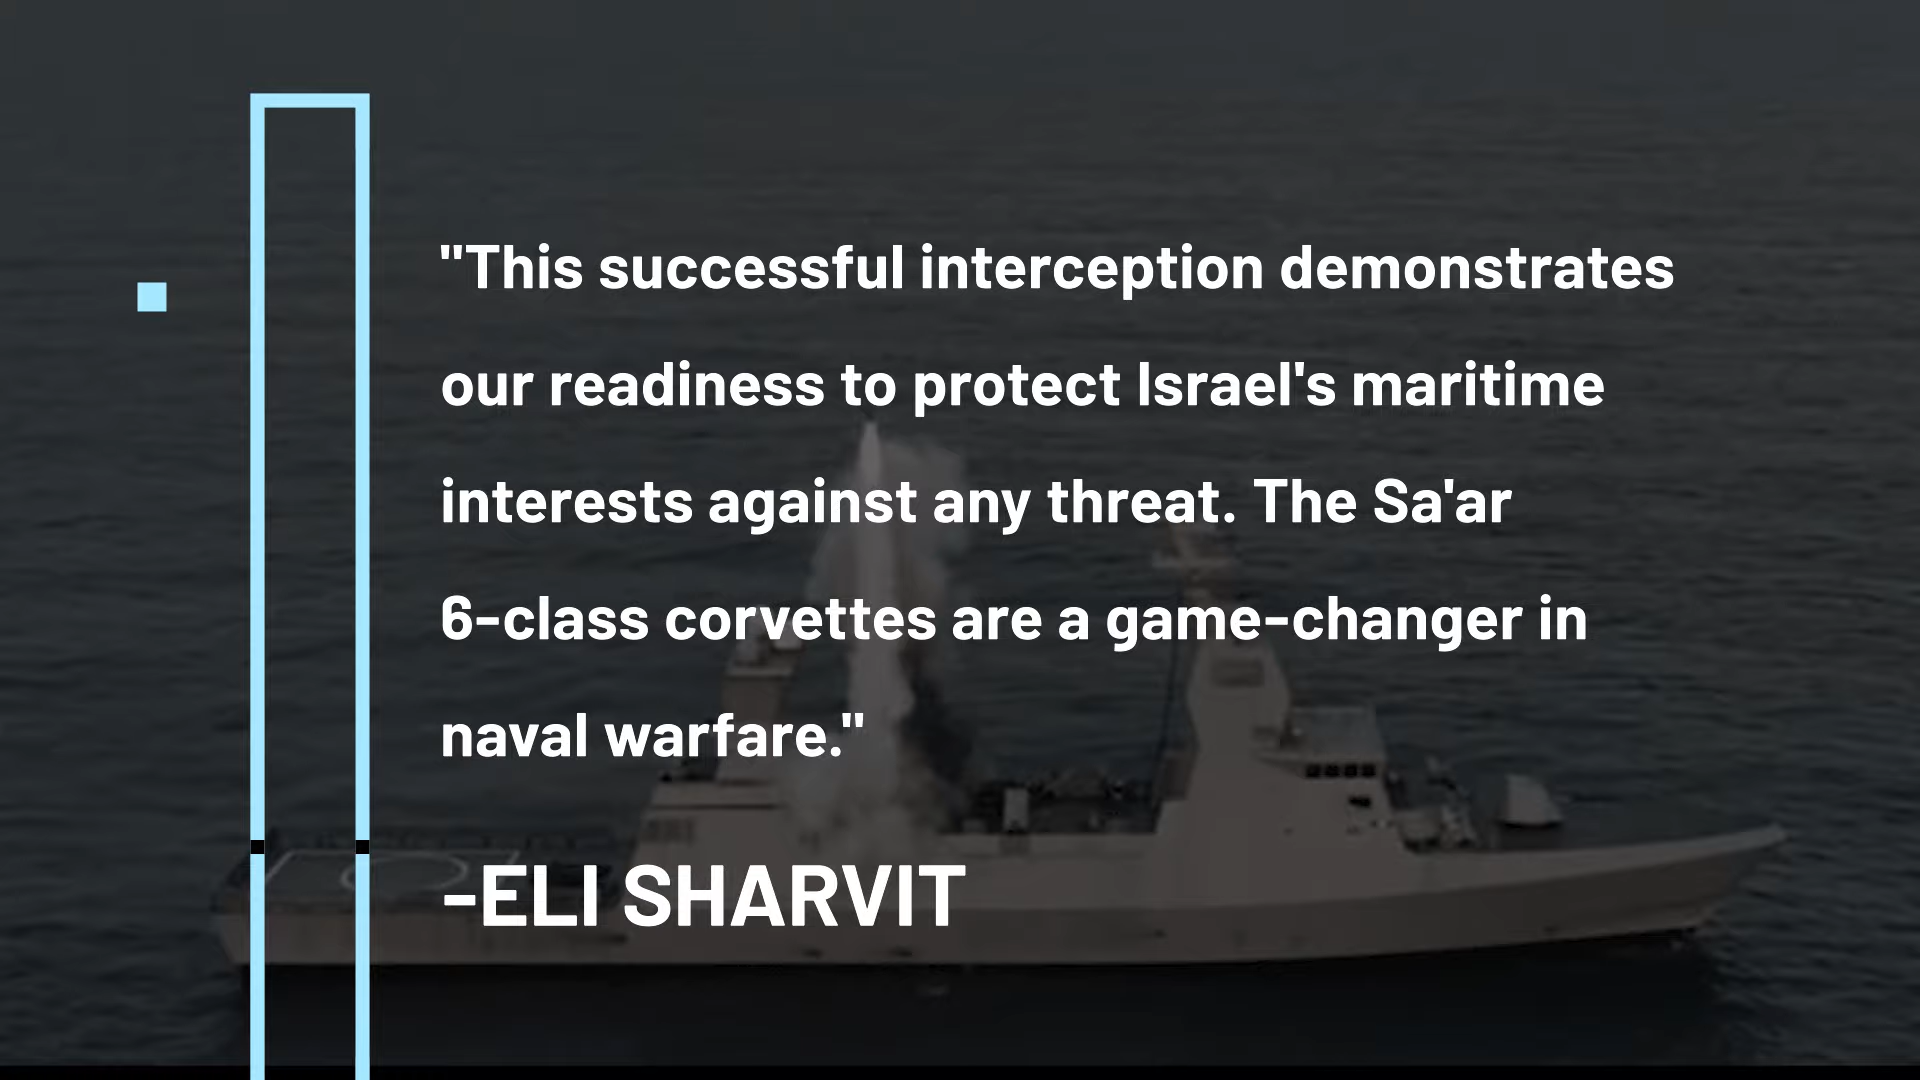 "This successful interception demonstrates
our readiness to protect Israel's maritime
interests against any threat. The Sa'ar
6-class corvettes are a game-changer in
naval warfare."
-ELI SHARVIT